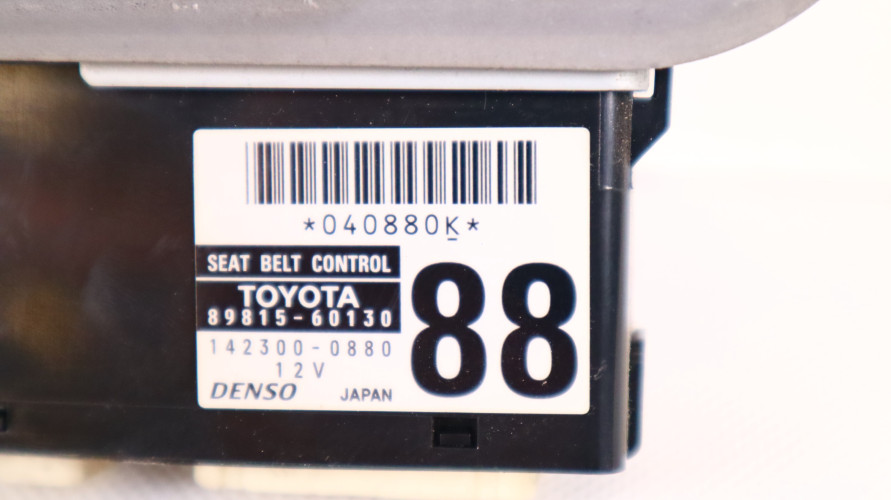 *040880K*
SEAT BELT CONTROL
TOYOTA
89815-60130
88
142300-0880
12V
DENSO JAPAN